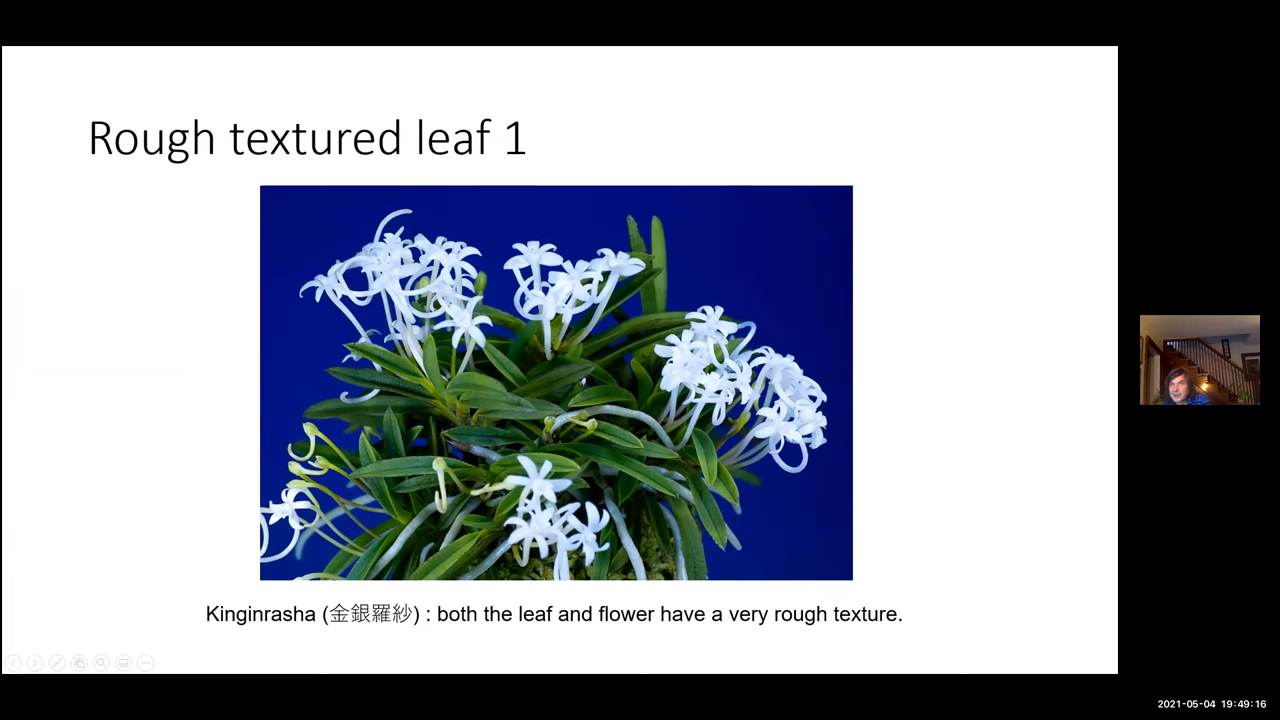 Rough textured leaf 1
Kinginrasha (金銀羅紗) : both the leaf and flower have a very rough texture.
2021-05-04 19:49:16